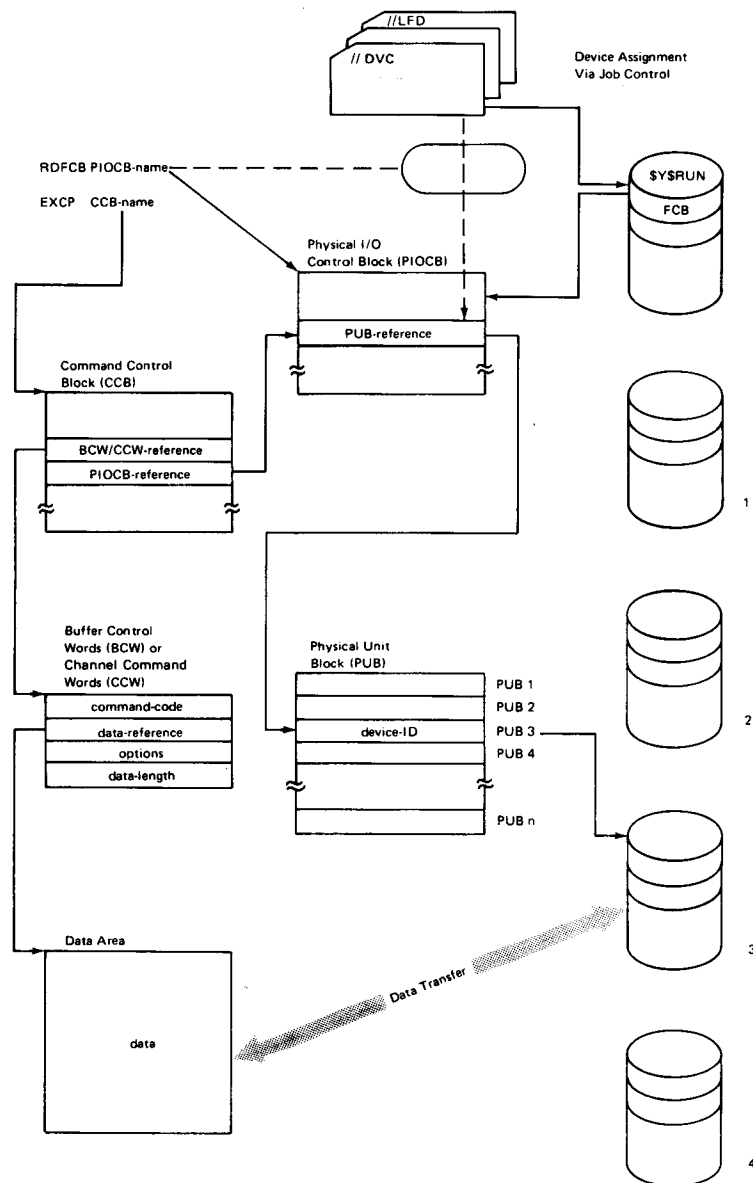 //LFD
// DVC
Device Assignment
Via Job Control
RDFCB PIOCB-name
EXCP CCB-name
$Y$RUN
FCB
Physical I/O
Control Block (PIOCB)
PUB-reference
Command Control
Block (CCB)
BCW/CCW-reference
PIOCB-reference
1
Buffer Control
Words (BCW) or
Channel Command
Words (CCW)
command-code
data-reference
options
data-length
Physical Unit
Block (PUB)
PUB 1
PUB 2
device-ID
PUB 3
PUB 4
PUB n
2
Data Area
data
Data Transfer
3
4